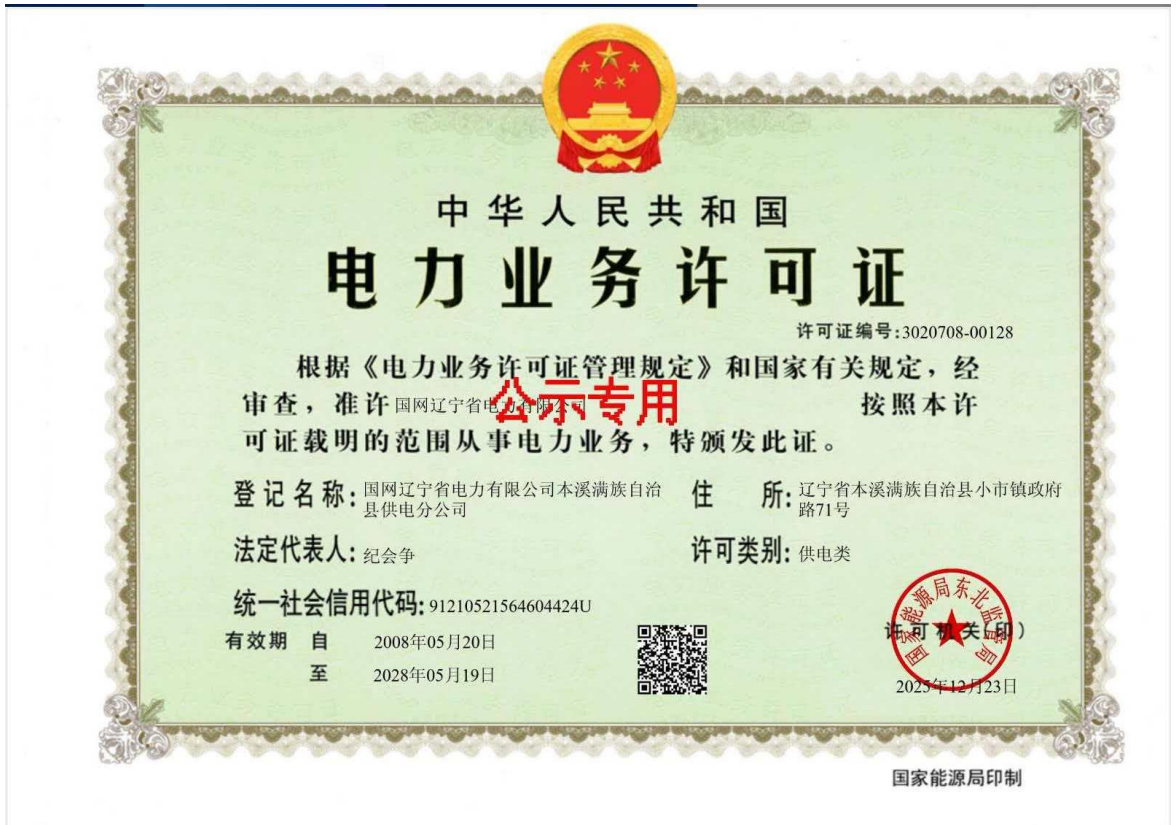 中华人民共和国
电力业务许可证
许可证编号:3020708-00128
根据《电力业务许可证管理规定》和国家有关规定，经
审查，准许 国网辽宁省电力有限公司 按照本许
公示专用
可证载明的范围从事电力业务，特颁发此证。
登记名称: 国网辽宁省电力有限公司本溪满族自治
县供电分公司
住 所: 辽宁省本溪满族自治县小市镇政府
路71号
法定代表人: 纪会争
许可类别: 供电类
统一社会信用代码: 91210521564604424U
有效期 自 2008年05月20日
至 2028年05月19日
国家能源局东北监管局
许可机关(印)
2025年12月23日
国家能源局印制